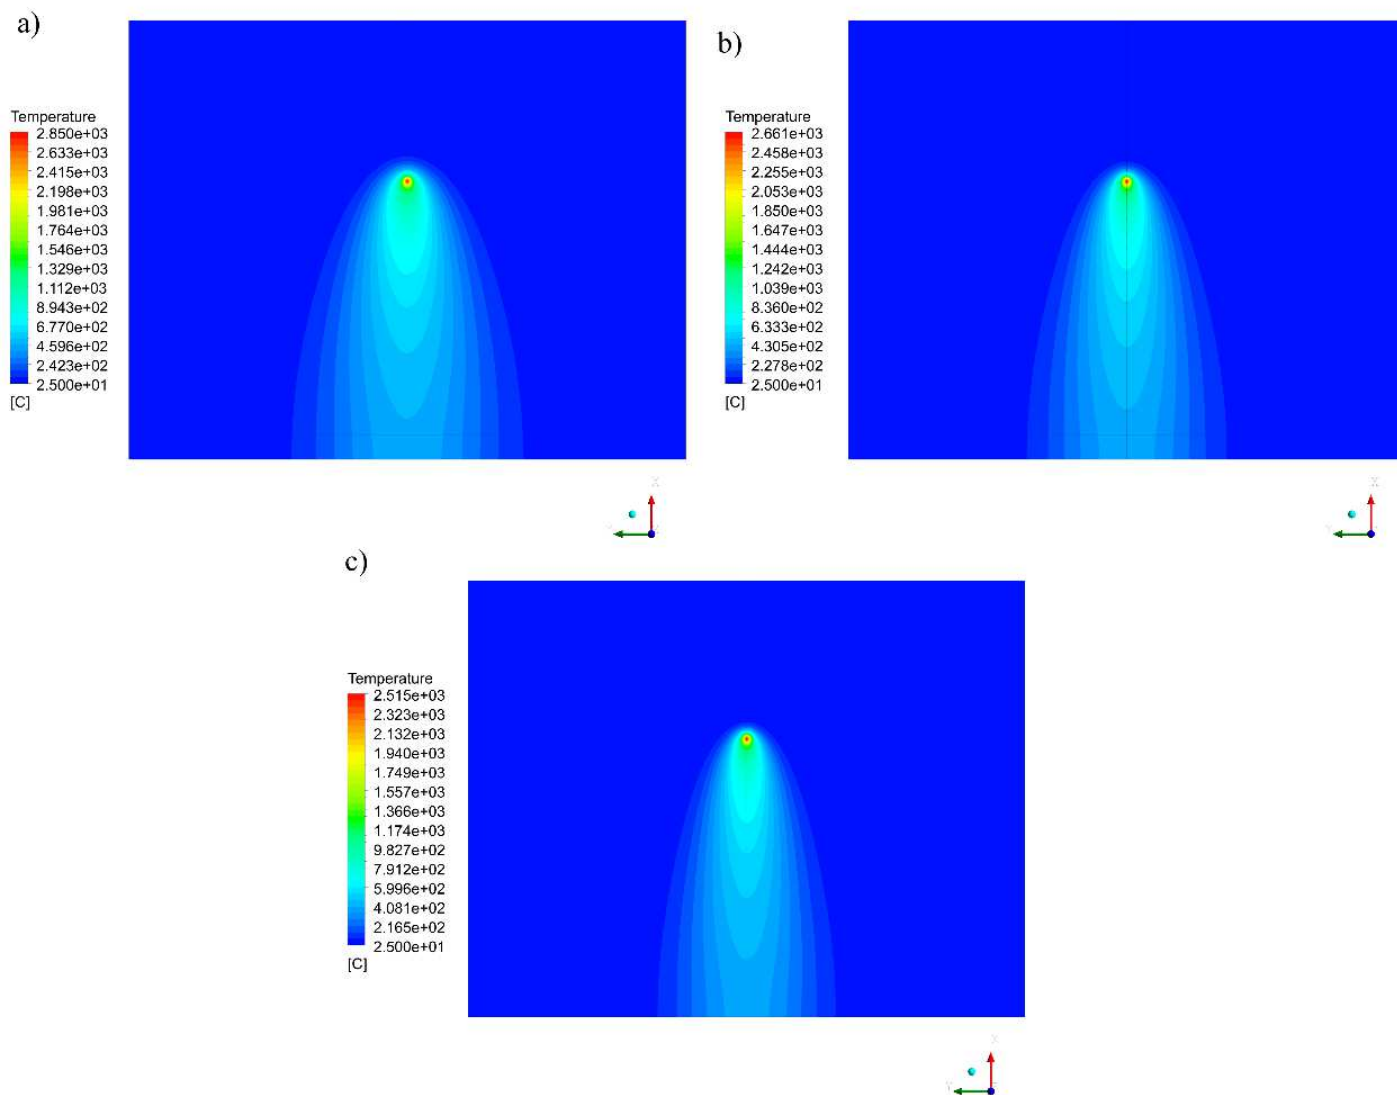 a)
Temperature
2.850e+03
2.633e+03
2.415e+03
2.198e+03
1.981e+03
1.764e+03
1.546e+03
1.329e+03
1.112e+03
8.943e+02
6.770e+02
4.596e+02
2.423e+02
2.500e+01
[C]
X
b)
Temperature
2.661e+03
2.458e+03
2.255e+03
2.053e+03
1.850e+03
1.647e+03
1.444e+03
1.242e+03
1.039e+03
8.360e+02
6.333e+02
4.305e+02
2.278e+02
2.500e+01
[C]
X
c)
Temperature
2.515e+03
2.323e+03
2.132e+03
1.940e+03
1.749e+03
1.557e+03
1.366e+03
1.174e+03
9.827e+02
7.912e+02
5.996e+02
4.081e+02
2.165e+02
2.500e+01
[C]
X
Y